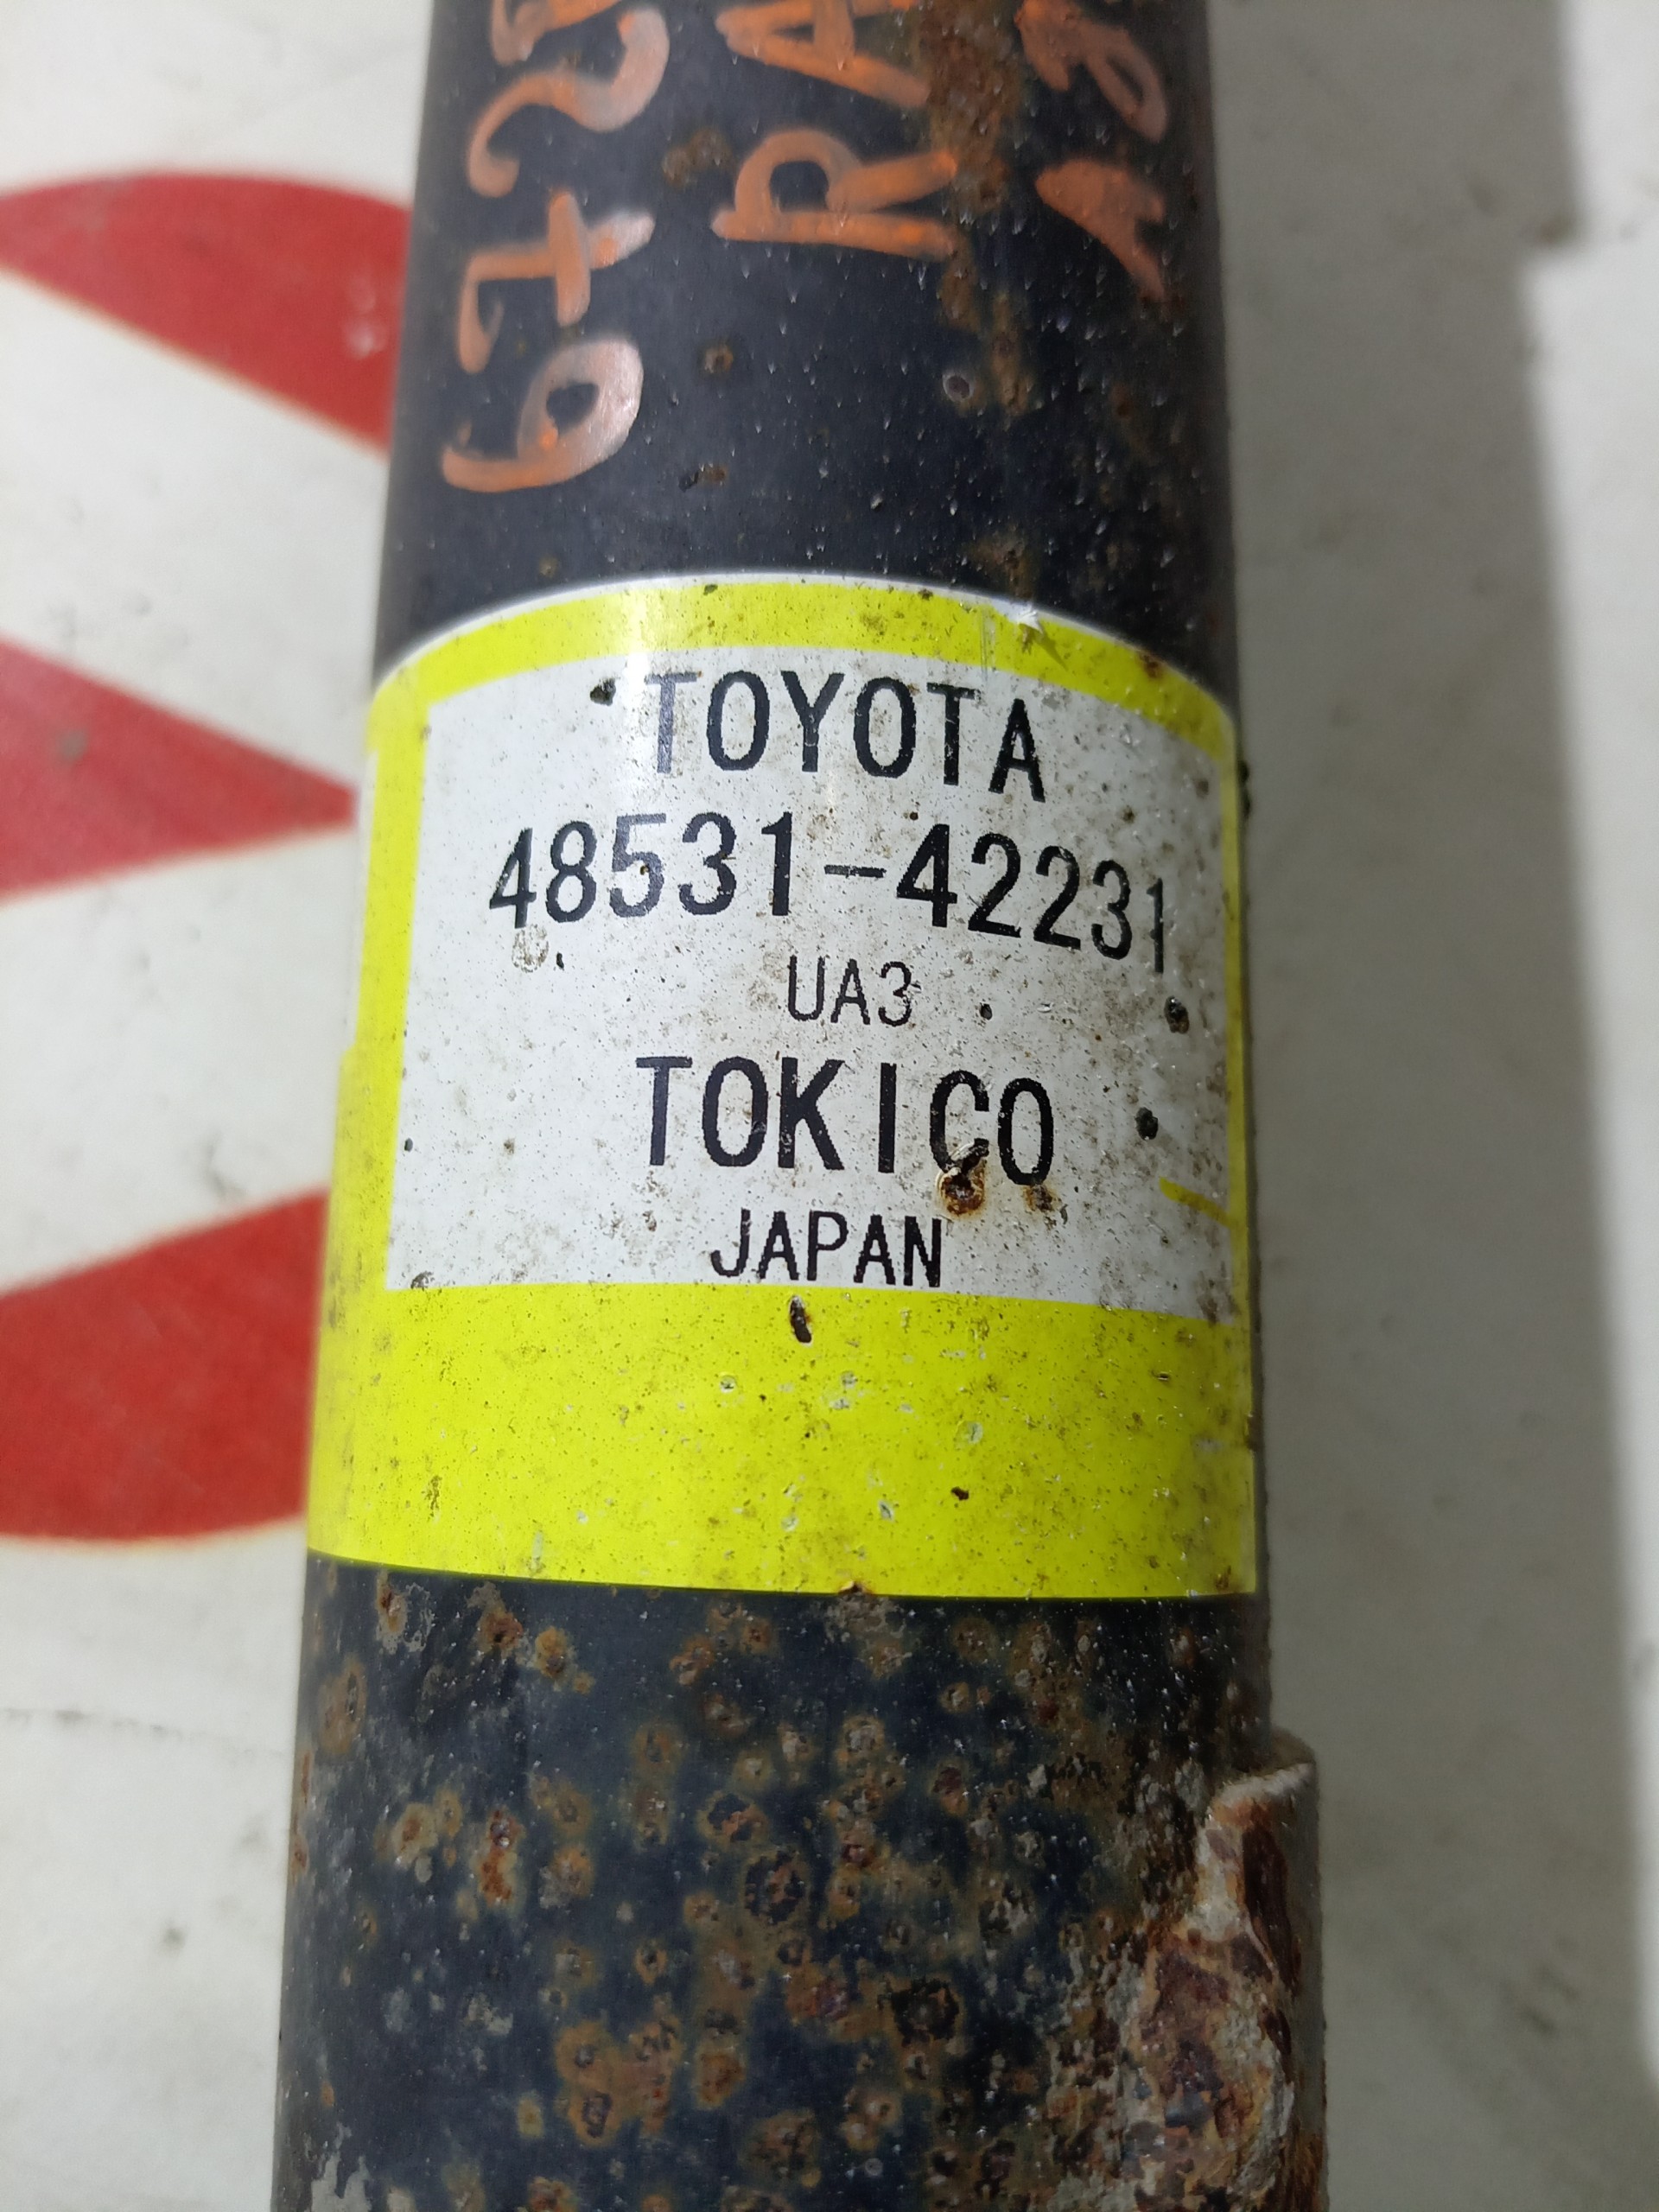 TOYOTA
48531-42231
UA3
TOKICO
JAPAN